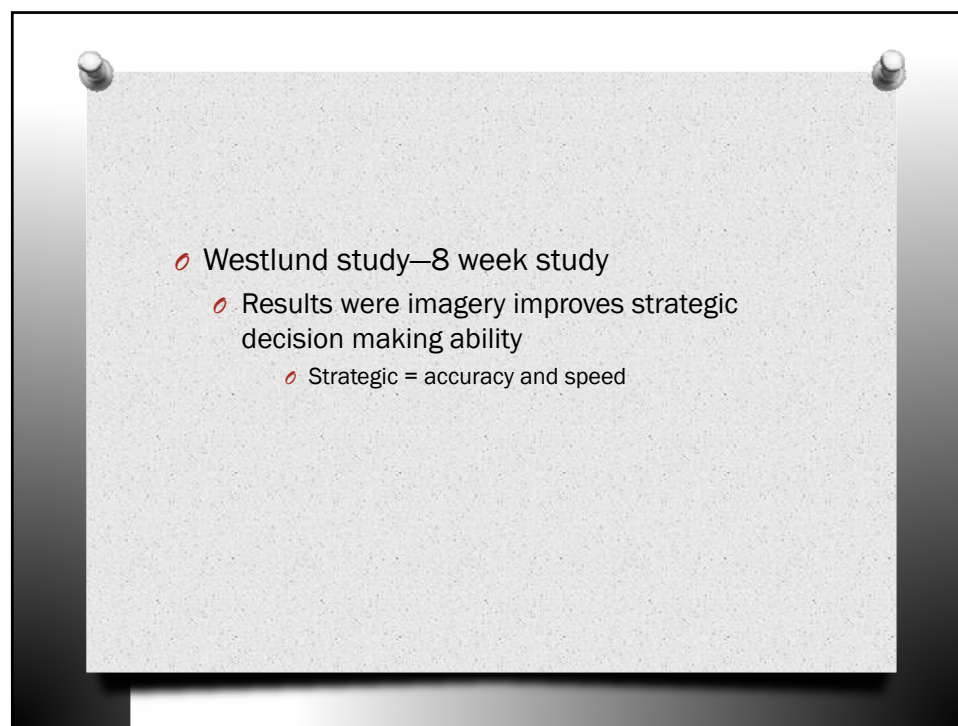 Westlund study—8 week study
Results were imagery improves strategic
decision making ability
Strategic = accuracy and speed